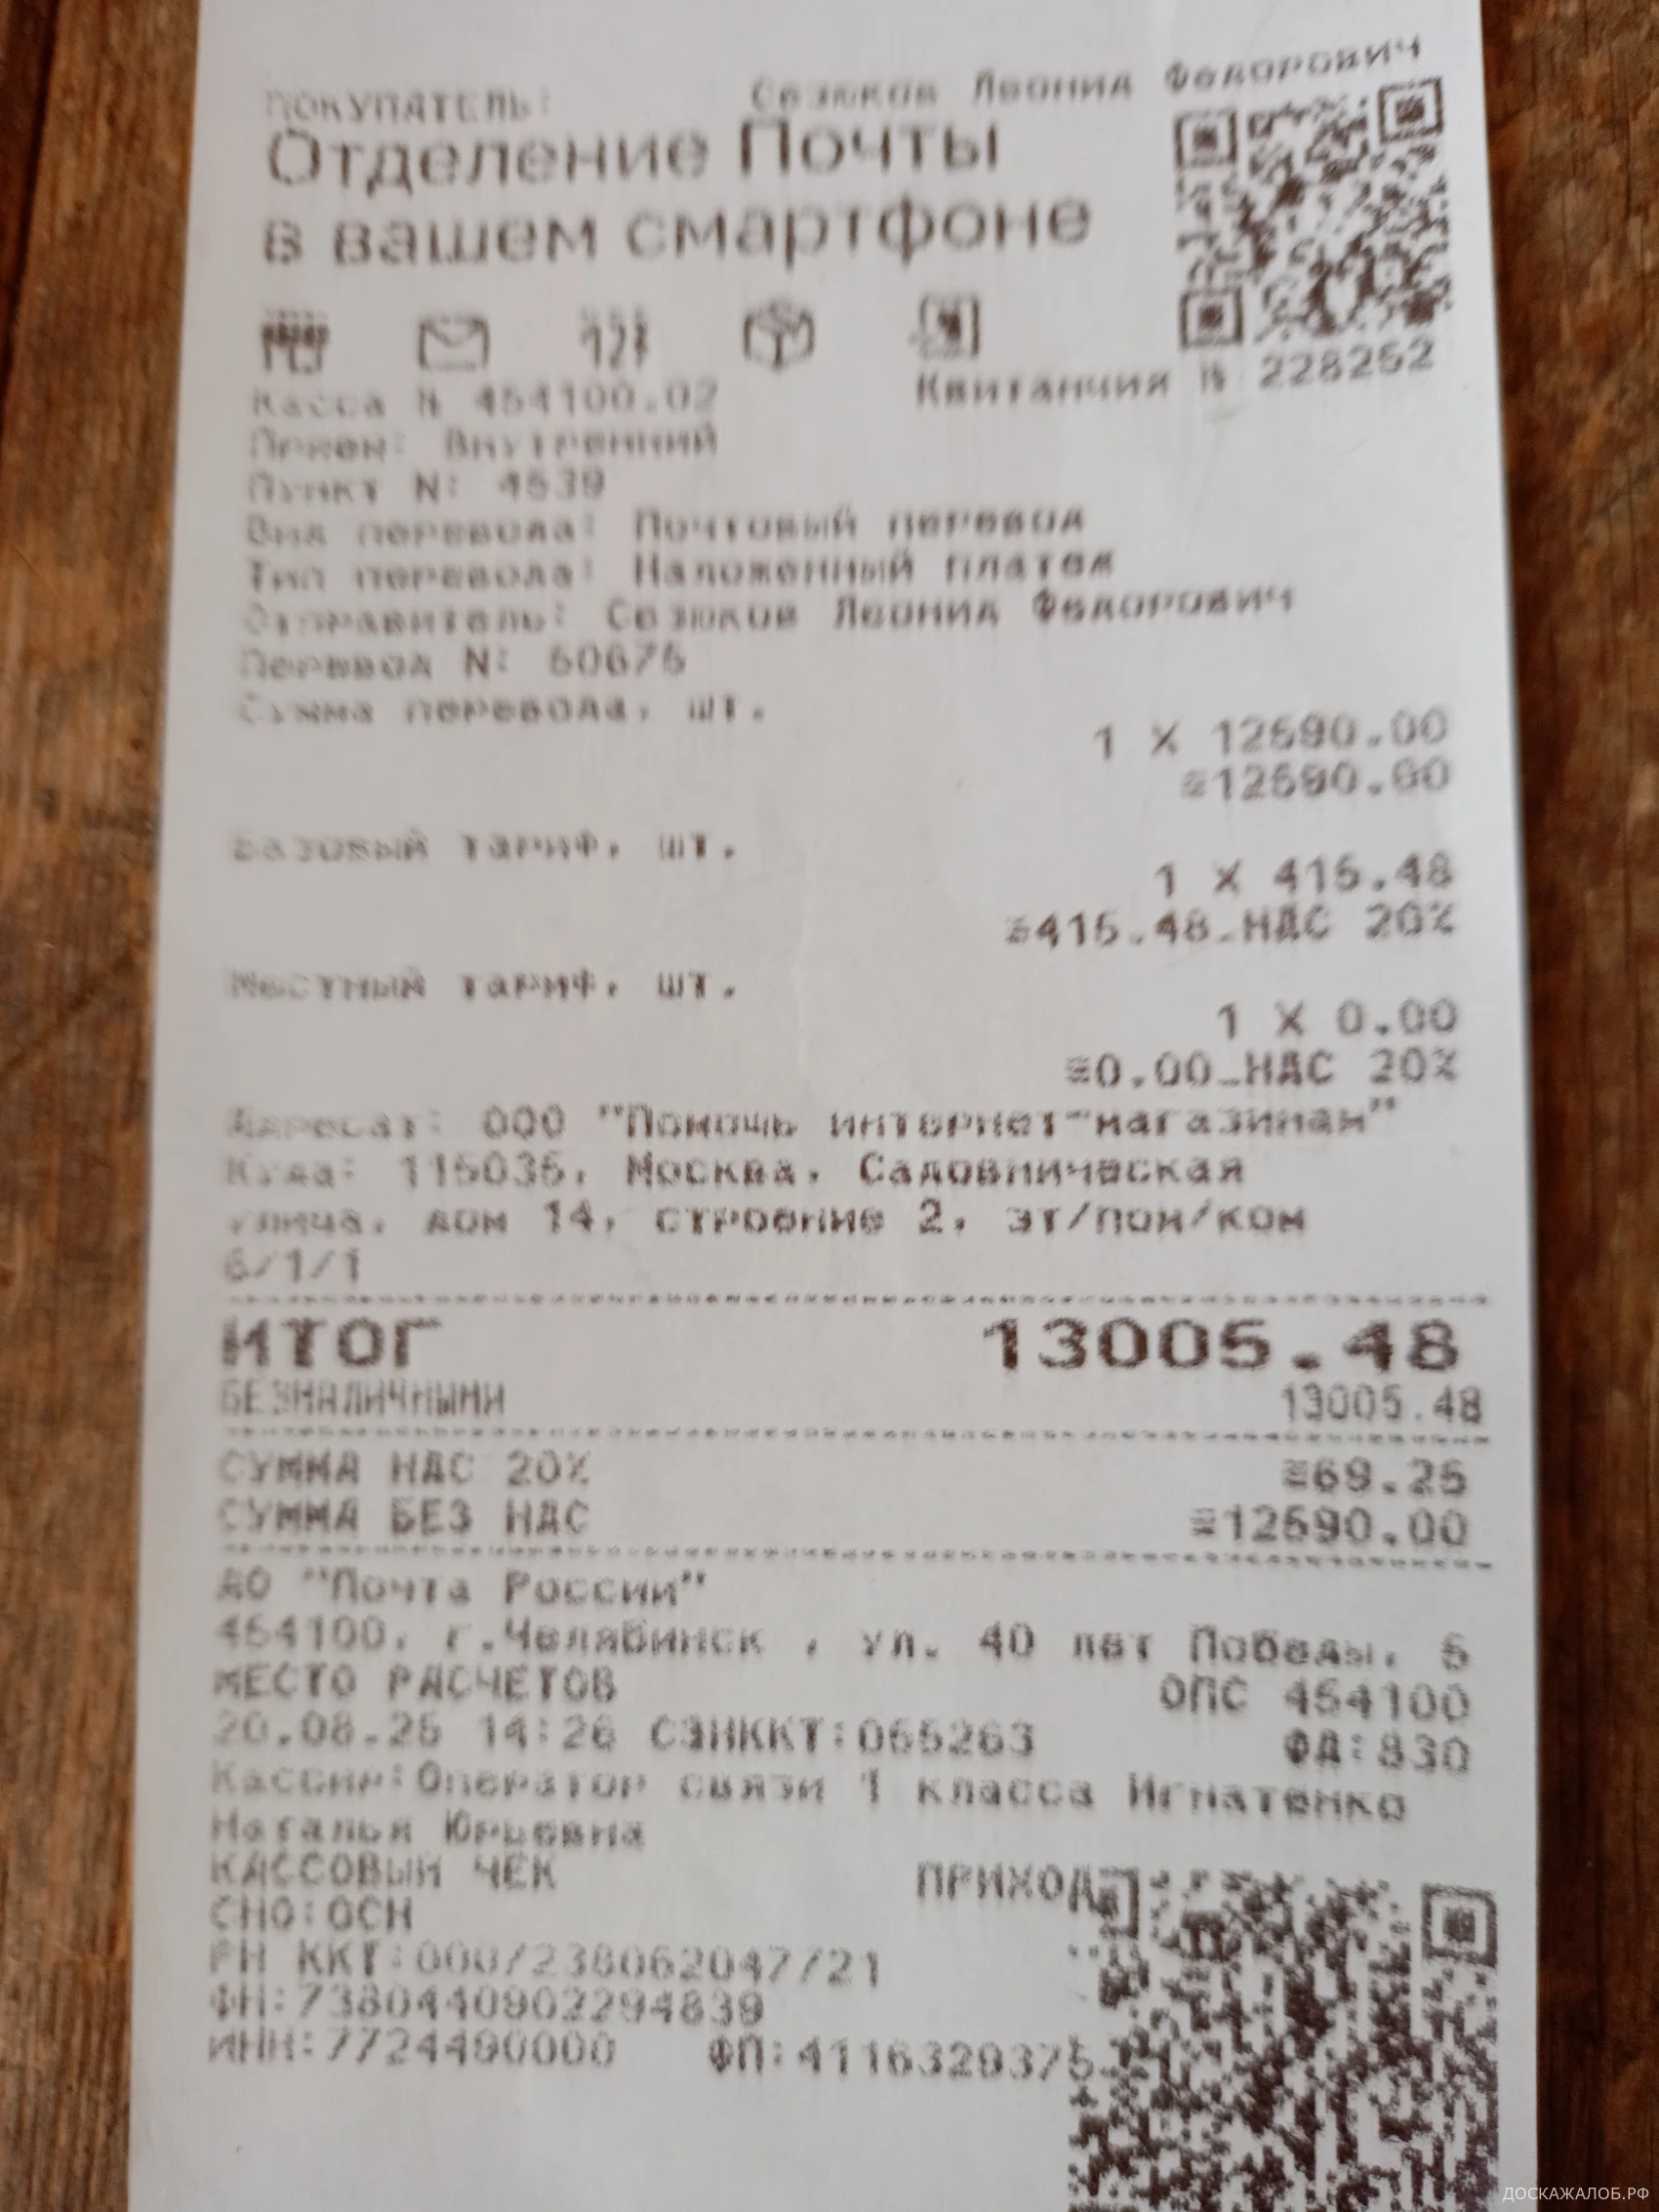 ПОКУПАТЕЛЬ: Сезюков Леонид Федорович
Отделение Почты
в вашем смартфоне
Касса N 454100.02 Квитанция N 228252
Прием: Внутренний
Пункт N: 4539
Вид перевода: Почтовый перевод
Тип перевода: Наложенный платеж
Отправитель: Сезюков Леонид Федорович
Перевод N: 50675
Сумма перевода, шт.
1 X 12590.00
≡12590.00
Базовый тариф, шт.
1 X 415.48
≡415.48_НДС 20%
Местный тариф, шт.
1 X 0.00
≡0.00_НДС 20%
Адресат: ООО "Помощь интернет-магазинам"
Куда: 115035, Москва, Садовническая
улица, дом 14, строение 2, эт/пом/ком
6/1/1
ИТОГ 13005.48
БЕЗНАЛИЧНЫМИ 13005.48
СУММА НДС 20% ≡69.25
СУММА БЕЗ НДС ≡12590.00
АО "Почта России"
454100, г.Челябинск , ул. 40 лет Победы, 5
МЕСТО РАСЧЕТОВ ОПС 454100
20.08.25 14:26 СЗНККТ:055263 ФД:830
Кассир:Оператор связи 1 класса Игнатенко
Наталья Юрьевна
КАССОВЫЙ ЧЕК ПРИХОД
СНО:ОСН
РН ККТ:0007238062047721
ФН:7380440902294839
ИНН:7724490000 ФП:4116329375
ДОСКАЖАЛОБ.РФ